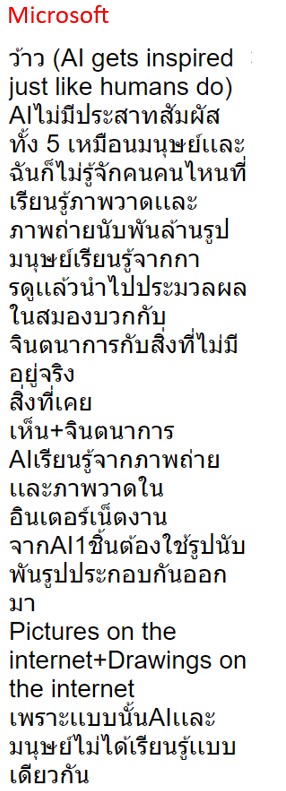 Microsoft
ว้าว (AI gets inspired
just like humans do)
AIไม่มีประสาทสัมผัส
ทั้ง 5 เหมือนมนุษย์และ
ฉันก็ไม่รู้จักคนคนไหนที่
เรียนรู้ภาพวาดและ
ภาพถ่ายนับพันล้านรูป
มนุษย์เรียนรู้จากกา
รดูแล้วนำไปประมวลผล
ในสมองบวกกับ
จินตนาการกับสิ่งที่ไม่มี
อยู่จริง
สิ่งที่เคย
เห็น+จินตนาการ
AIเรียนรู้จากภาพถ่าย
และภาพวาดใน
อินเตอร์เน็ตงาน
จากAI1ชิ้นต้องใช้รูปนับ
พันรูปประกอบกันออก
มา
Pictures on the
internet+Drawings on
the internet
เพราะแบบนั้นAIและ
มนุษย์ไม่ได้เรียนรู้แบบ
เดียวกัน